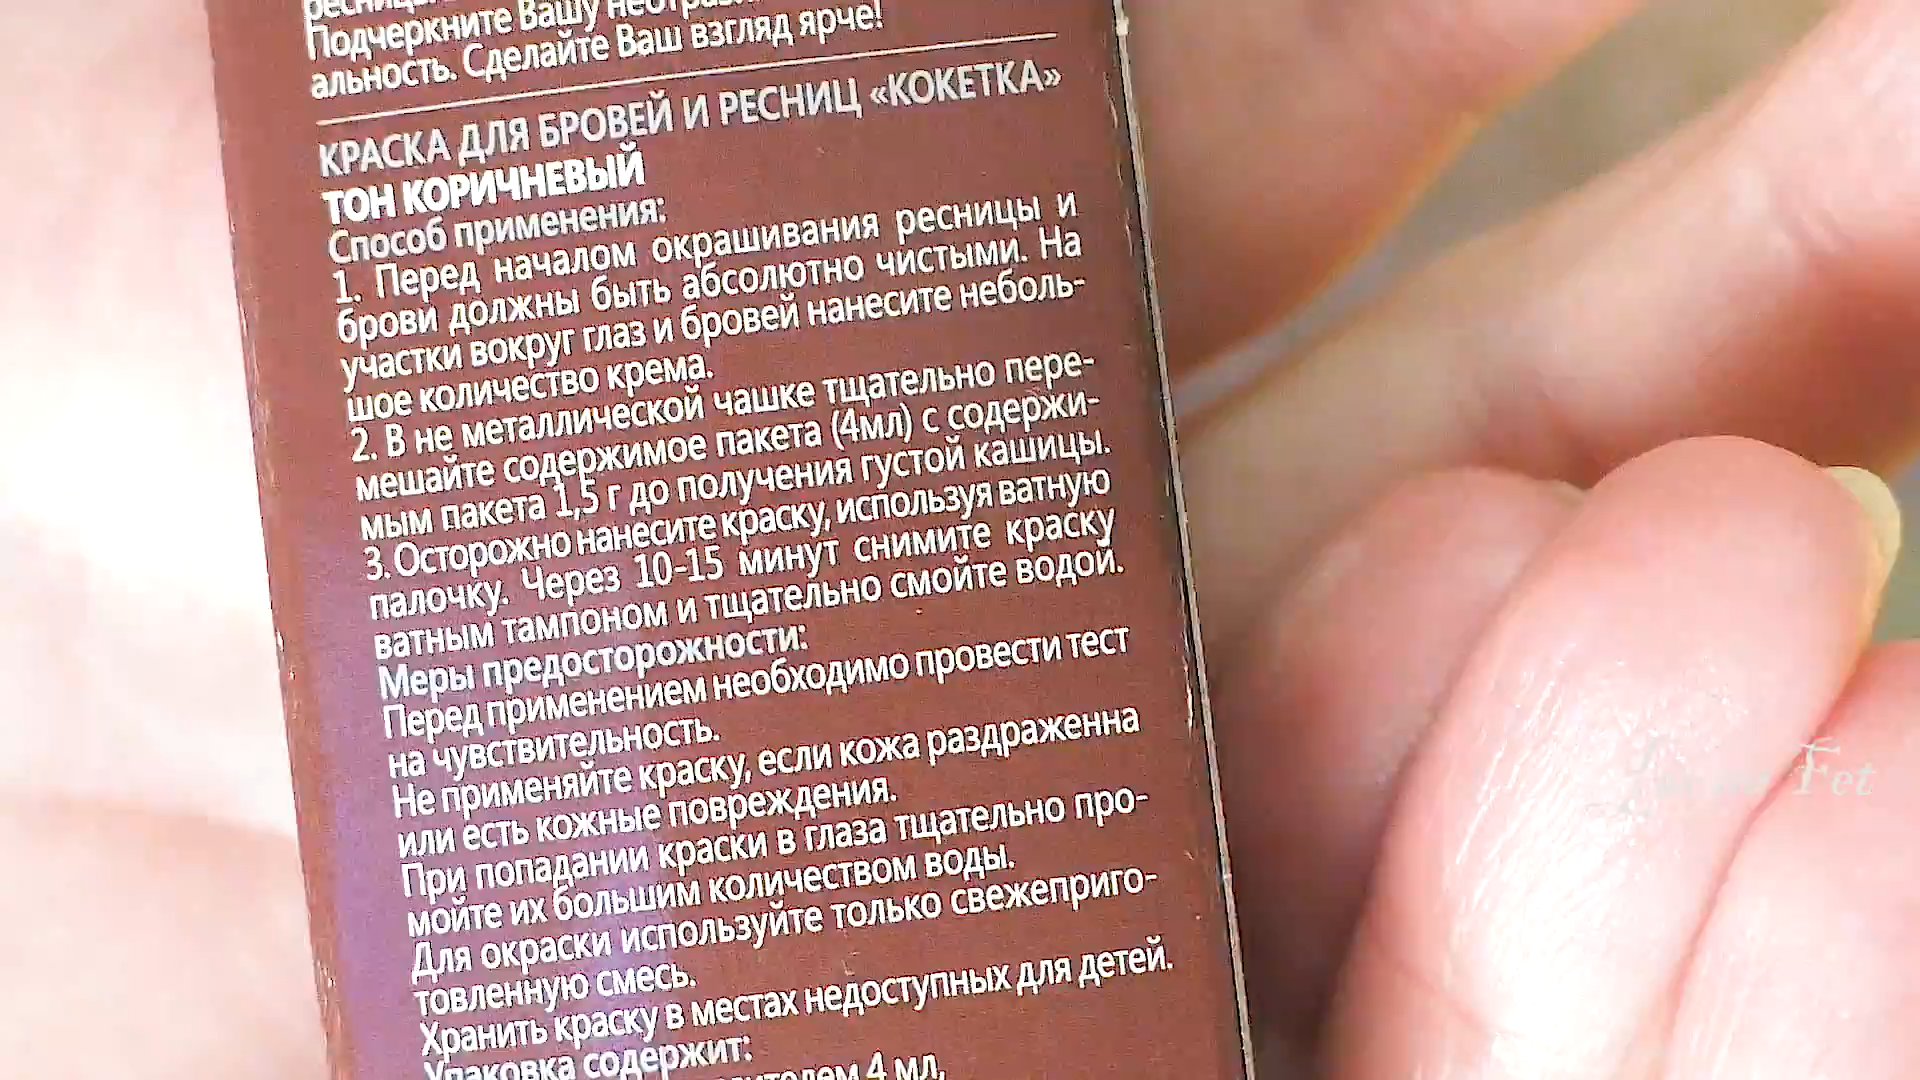 Подчеркните Вашу
альность. Сделайте Ваш взгляд ярче!
КРАСКА ДЛЯ БРОВЕЙ И РЕСНИЦ «КОКЕТКА»
ТОН КОРИЧНЕВЫЙ
Способ применения:
1. Перед началом окрашивания ресницы и
брови должны быть абсолютно чистыми. На
участки вокруг глаз и бровей нанесите неболь-
шое количество крема.
2. В не металлической чашке тщательно пере-
мешайте содержимое пакета (4мл) с содержи-
мым пакета 1,5 г до получения густой кашицы.
3. Осторожно нанесите краску, используя ватную
палочку. Через 10-15 минут снимите краску
ватным тампоном и тщательно смойте водой.
Меры предосторожности:
Перед применением необходимо провести тест
на чувствительность.
Не применяйте краску, если кожа раздраженна
или есть кожные повреждения.
При попадании краски в глаза тщательно про-
мойте их большим количеством воды.
Для окраски используйте только свежеприго-
товленную смесь.
Хранить краску в местах недоступных для детей.
Упаковка содержит:
4 мл,
Fet